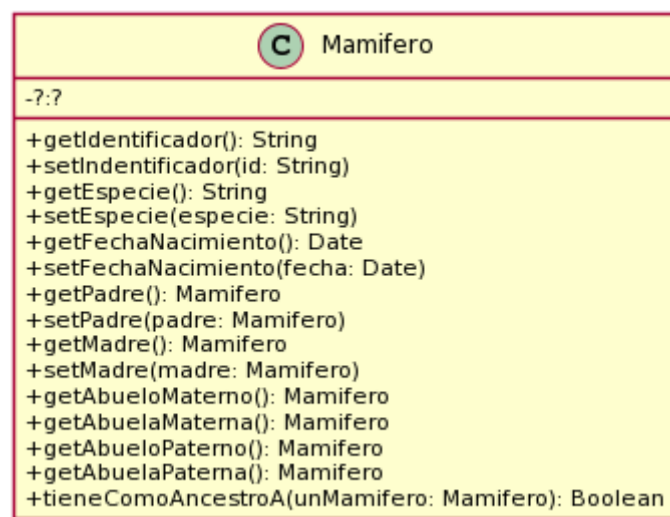 C Mamifero
-?:?
+getIdentificador(): String
+setIndentificador(id: String)
+getEspecie(): String
+setEspecie(especie: String)
+getFechaNacimiento(): Date
+setFechaNacimiento(fecha: Date)
+getPadre(): Mamifero
+setPadre(padre: Mamifero)
+getMadre(): Mamifero
+setMadre(madre: Mamifero)
+getAbueloMaterno(): Mamifero
+getAbuelaMaterna(): Mamifero
+getAbueloPaterno(): Mamifero
+getAbuelaPaterna(): Mamifero
+tieneComoAncestroA(unMamifero: Mamifero): Boolean